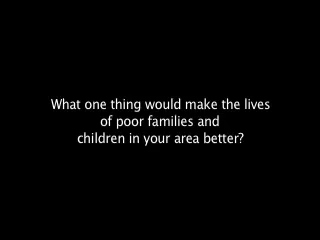 What one thing would make the lives
of poor families and
children in your area better?